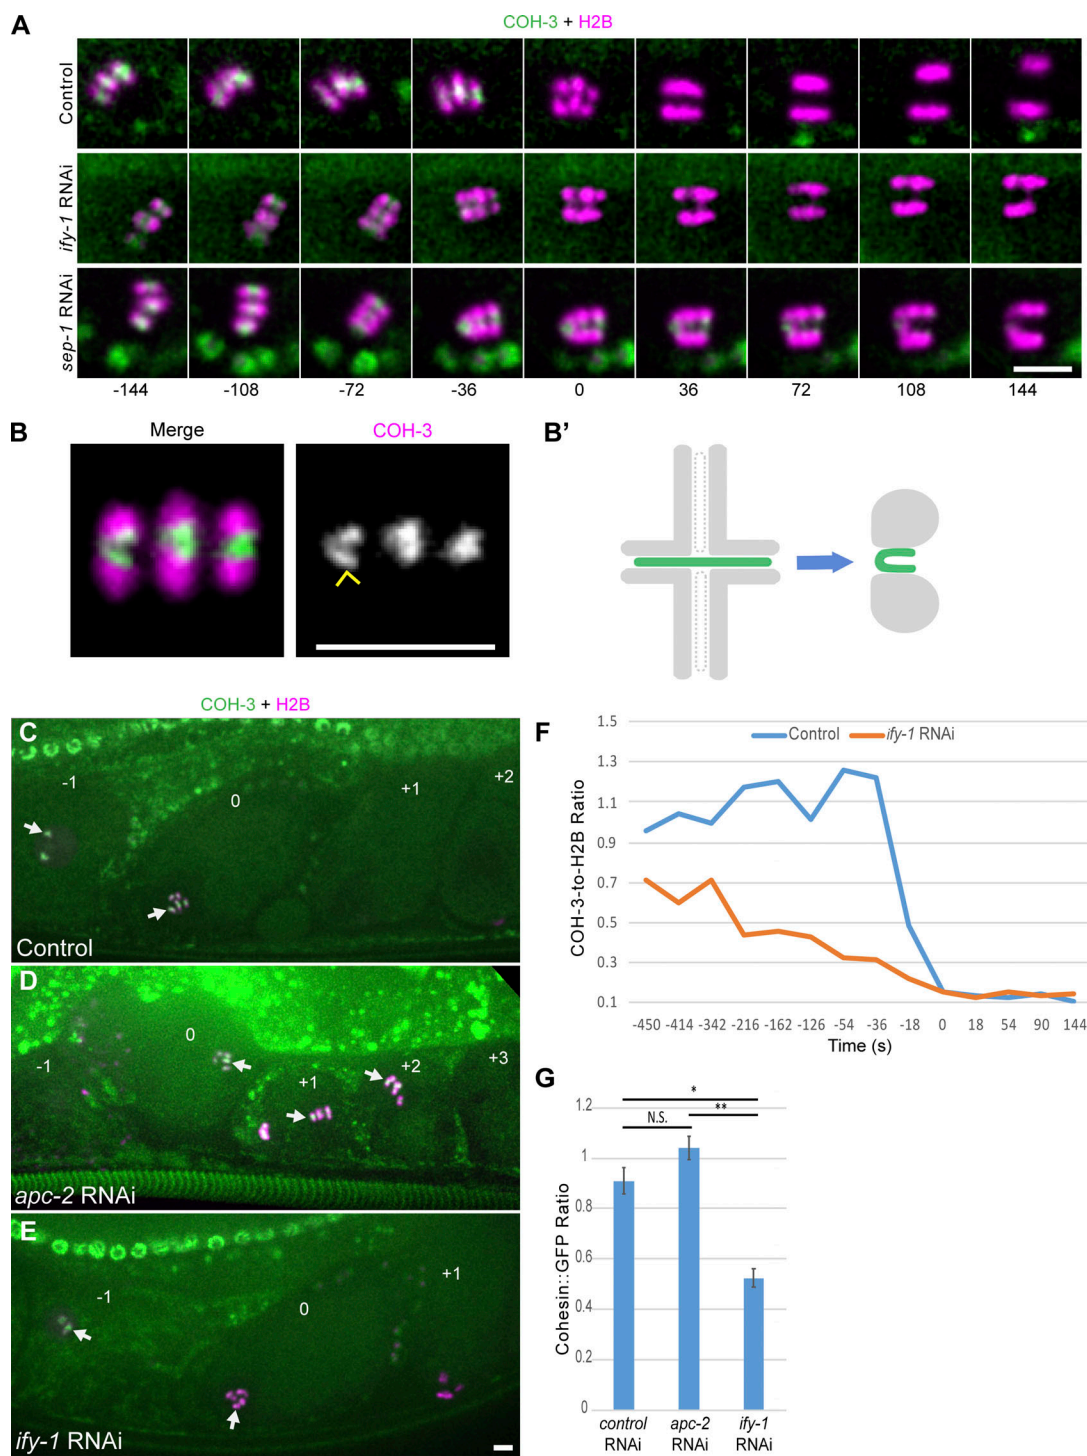 A
COH-3 + H2B
Control
ify-1 RNAi
sep-1 RNAi
-144 -108 -72 -36 0 36 72 108 144
B
Merge
COH-3
B’
COH-3 + H2B
C
-1
0
+1
+2
Control
D
-1
0
+1
+2
+3
apc-2 RNAi
E
-1
0
+1
ify-1 RNAi
F
Control ify-1 RNAi
COH-3-to-H2B Ratio
1.5
1.3
1.1
0.9
0.7
0.5
0.3
0.1
-450 -414 -342 -216 -162 -126 -54 -36 -18 0 18 54 90 144
Time (s)
G
Cohesin::GFP Ratio
*
N.S.
**
1.2
1
0.8
0.6
0.4
0.2
0
control RNAi
apc-2 RNAi
ify-1 RNAi